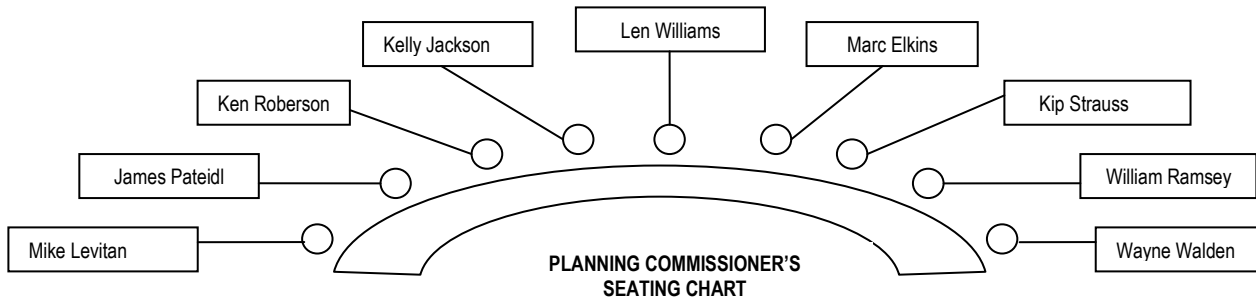 Len Williams
Kelly Jackson
Marc Elkins
Ken Roberson
Kip Strauss
James Pateidl
William Ramsey
Mike Levitan
Wayne Walden
PLANNING COMMISSIONER'S
SEATING CHART